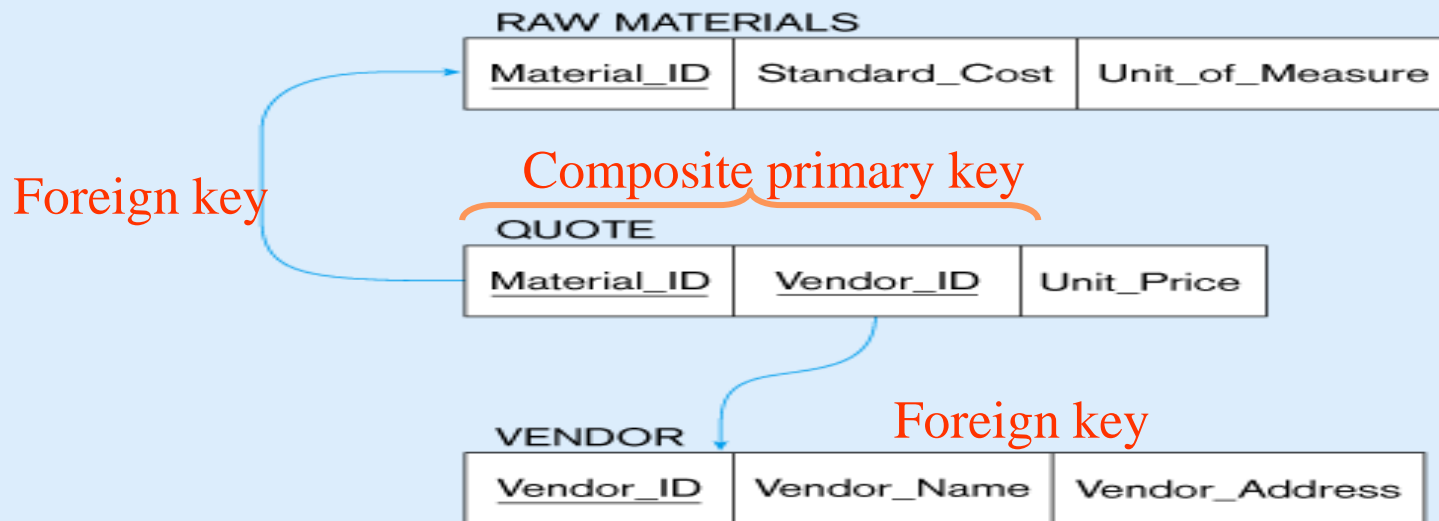 RAW MATERIALS
Material_ID Standard_Cost Unit_of_Measure
Foreign key
Composite primary key
QUOTE
Material_ID Vendor_ID Unit_Price
Foreign key
VENDOR
Vendor_ID Vendor_Name Vendor_Address